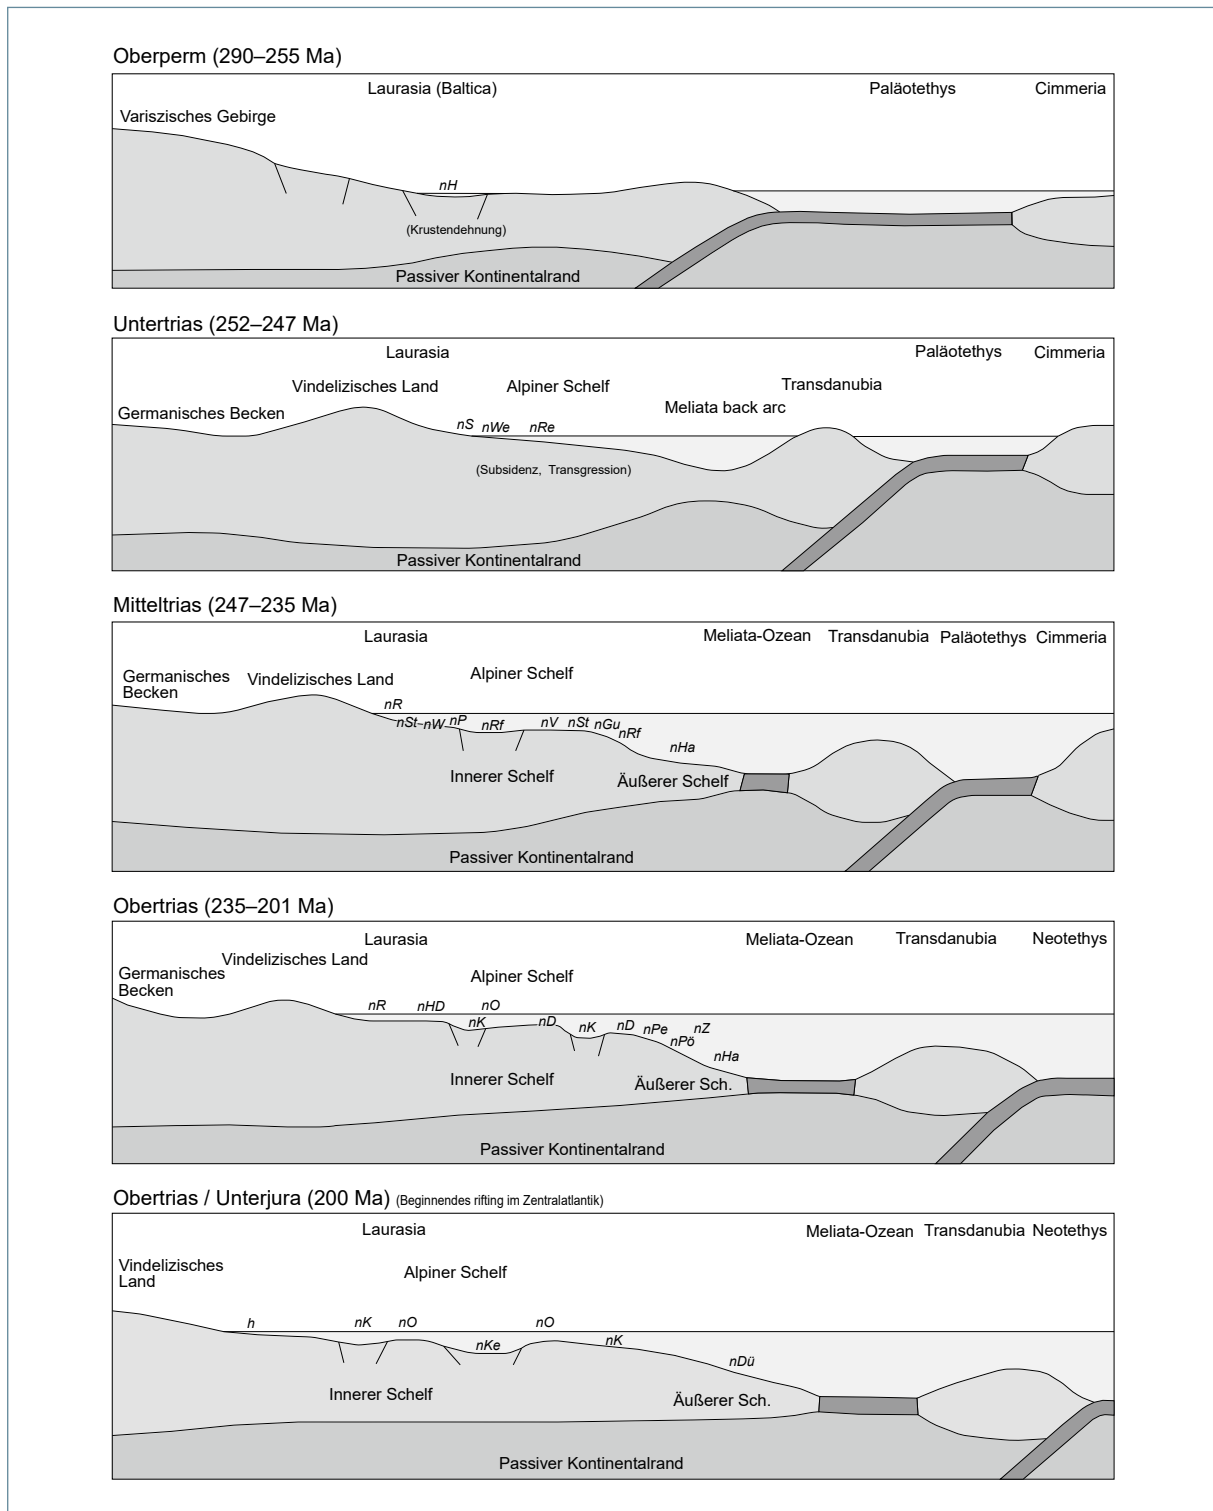 Oberperm (290–255 Ma)
Laurasia (Baltica)
Paläotethys
Cimmeria
Variszisches Gebirge
nH
(Krustendehnung)
Passiver Kontinentalrand
Untertrias (252–247 Ma)
Laurasia
Paläotethys
Cimmeria
Vindelizisches Land
Alpiner Schelf
Transdanubia
Germanisches Becken
Meliata back arc
nS
nWe
nRe
(Subsidenz, Transgression)
Passiver Kontinentalrand
Mitteltrias (247–235 Ma)
Laurasia
Meliata-Ozean
Transdanubia
Paläotethys
Cimmeria
Germanisches
Becken
Vindelizisches Land
Alpiner Schelf
nR
nSt
nW
nP
nRf
nV
nSt
nGu
nRf
nHa
Innerer Schelf
Äußerer Schelf
Passiver Kontinentalrand
Obertrias (235–201 Ma)
Laurasia
Meliata-Ozean
Transdanubia
Neotethys
Vindelizisches Land
Germanisches
Becken
Alpiner Schelf
nR
nHD
nO
nK
nD
nK
nD
nPe
nZ
nPö
nHa
Innerer Schelf
Äußerer Sch.
Passiver Kontinentalrand
Obertrias / Unterjura (200 Ma) (Beginnendes rifting im Zentralatlantik)
Laurasia
Meliata-Ozean
Transdanubia
Neotethys
Vindelizisches
Land
Alpiner Schelf
h
nK
nO
nKe
nO
nK
nDü
Innerer Schelf
Äußerer Sch.
Passiver Kontinentalrand